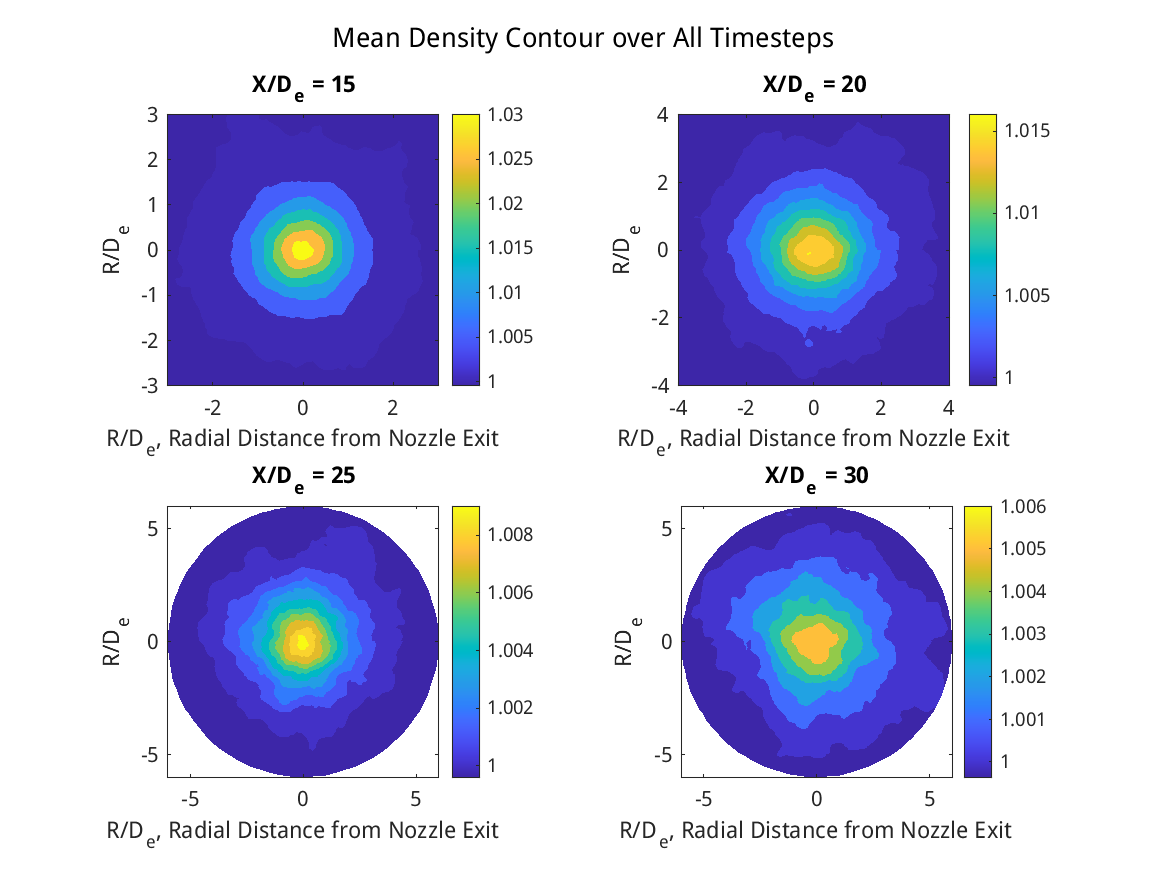 Mean Density Contour over All Timesteps
X/De = 15
X/De = 20
3
2
1
0
-1
-2
-3
R/De
-2 0 2
R/De, Radial Distance from Nozzle Exit
1.03
1.025
1.02
1.015
1.01
1.005
1
4
2
0
-2
-4
R/De
-4 -2 0 2 4
R/De, Radial Distance from Nozzle Exit
1.015
1.01
1.005
1
X/De = 25
X/De = 30
5
0
-5
R/De
-5 0 5
R/De, Radial Distance from Nozzle Exit
1.008
1.006
1.004
1.002
1
5
0
-5
R/De
-5 0 5
R/De, Radial Distance from Nozzle Exit
1.006
1.005
1.004
1.003
1.002
1.001
1